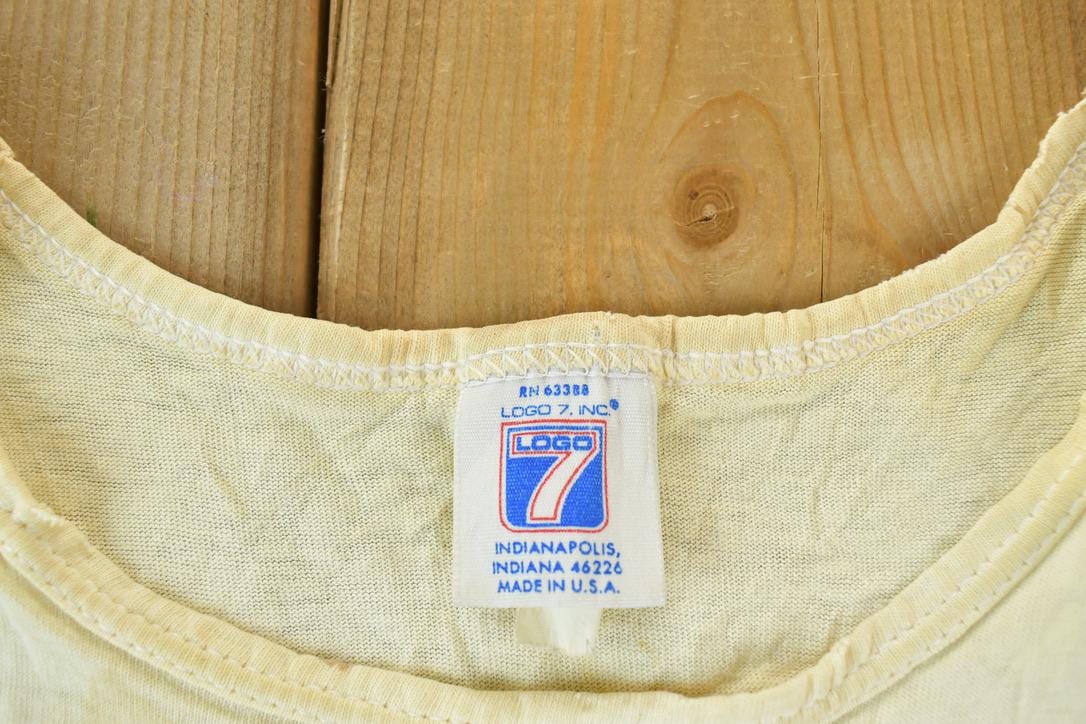 RN 63388
LOGO 7, INC.®
LOGO
7
INDIANAPOLIS,
INDIANA 46226
MADE IN U.S.A.